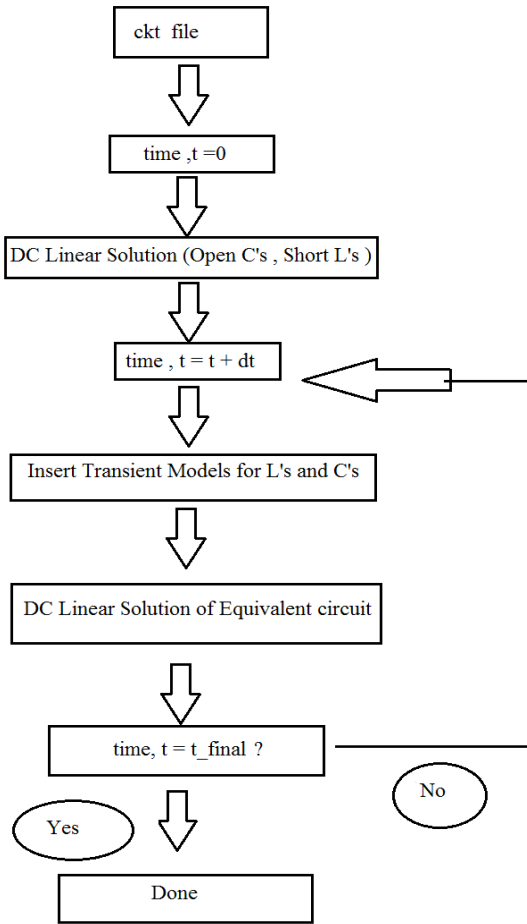 ckt file
time ,t =0
DC Linear Solution (Open C's , Short L's )
time , t = t + dt
Insert Transient Models for L's and C's
DC Linear Solution of Equivalent circuit
time, t = t_final ?
No
Yes
Done